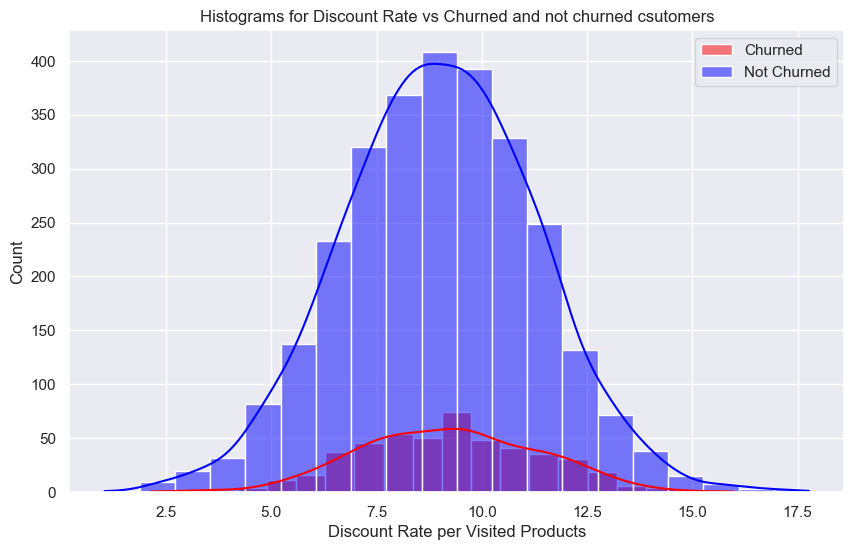 Histograms for Discount Rate vs Churned and not churned csutomers
Churned
Not Churned
400
350
300
250
200
150
100
50
0
Count
2.5 5.0 7.5 10.0 12.5 15.0 17.5
Discount Rate per Visited Products